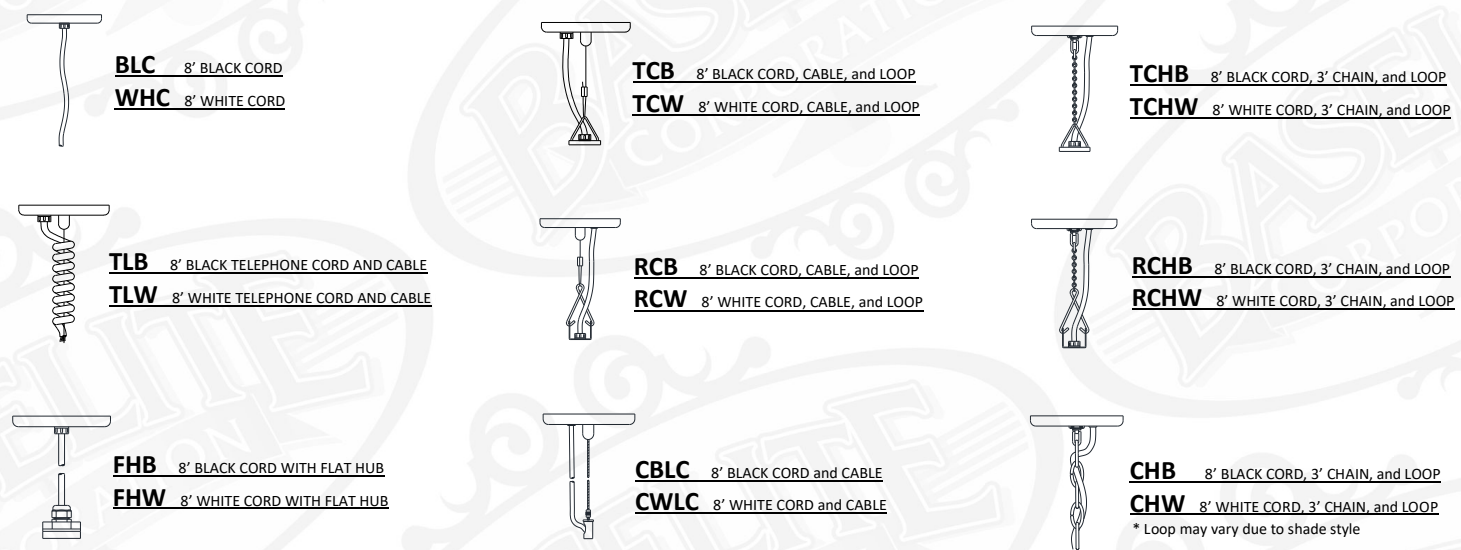 BLC 8’ BLACK CORD
WHC 8’ WHITE CORD
TCB 8’ BLACK CORD, CABLE, and LOOP
TCW 8’ WHITE CORD, CABLE, and LOOP
TCHB 8’ BLACK CORD, 3’ CHAIN, and LOOP
TCHW 8’ WHITE CORD, 3’ CHAIN, and LOOP
TLB 8’ BLACK TELEPHONE CORD AND CABLE
TLW 8’ WHITE TELEPHONE CORD AND CABLE
RCB 8’ BLACK CORD, CABLE, and LOOP
RCW 8’ WHITE CORD, CABLE, and LOOP
RCHB 8’ BLACK CORD, 3’ CHAIN, and LOOP
RCHW 8’ WHITE CORD, 3’ CHAIN, and LOOP
FHB 8’ BLACK CORD WITH FLAT HUB
FHW 8’ WHITE CORD WITH FLAT HUB
CBLC 8’ BLACK CORD and CABLE
CWLC 8’ WHITE CORD and CABLE
CHB 8’ BLACK CORD, 3’ CHAIN, and LOOP
CHW 8’ WHITE CORD, 3’ CHAIN, and LOOP
* Loop may vary due to shade style